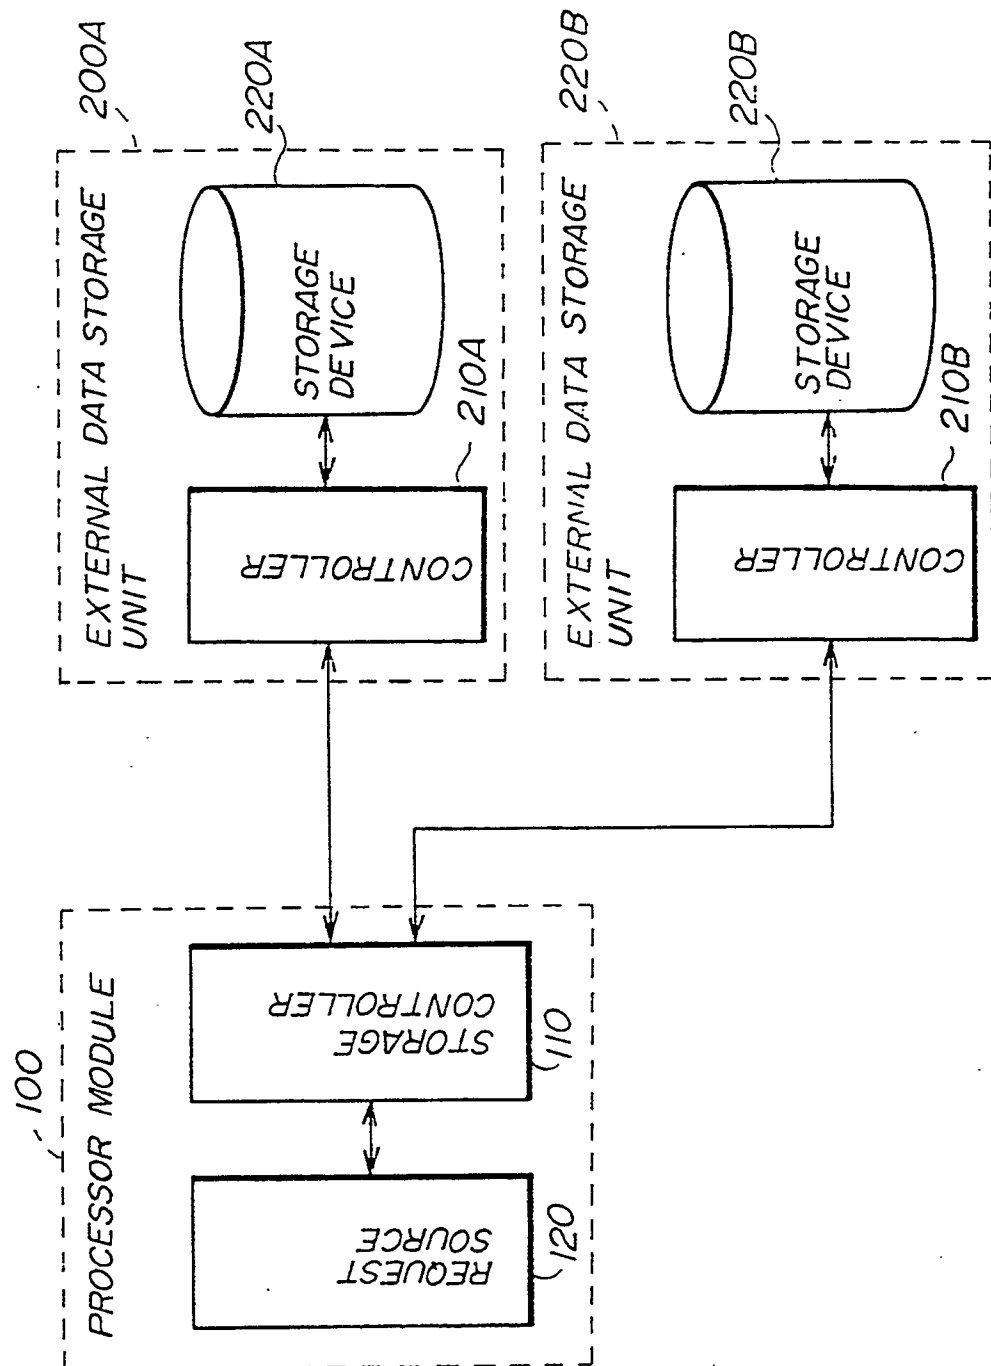 100
PROCESSOR MODULE
REQUEST
SOURCE
120
STORAGE
CONTROLLER
110
200A
EXTERNAL DATA STORAGE
UNIT
CONTROLLER
210A
STORAGE
DEVICE
220A
220B
EXTERNAL DATA STORAGE
UNIT
CONTROLLER
210B
STORAGE
DEVICE
220B